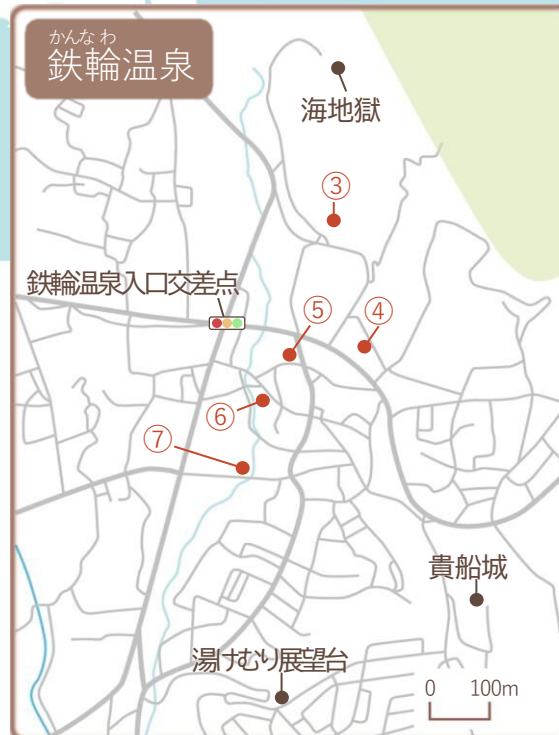 かんなわ
鉄輪温泉
海地獄
③
鉄輪温泉入口交差点
⑤
④
⑥
⑦
貴船城
湯けむり展望台
0 100m